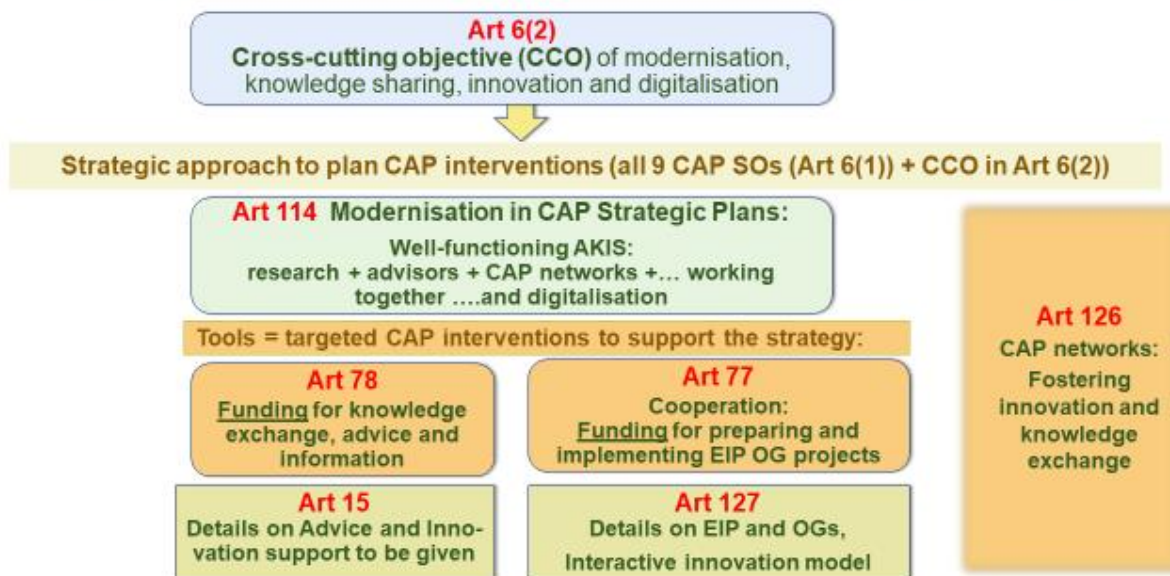 Art 6(2)
Cross-cutting objective (CCO) of modernisation,
knowledge sharing, innovation and digitalisation
Strategic approach to plan CAP interventions (all 9 CAP SOs (Art 6(1)) + CCO in Art 6(2))
Art 114 Modernisation in CAP Strategic Plans:
Well-functioning AKIS:
research + advisors + CAP networks +… working
together ….and digitalisation
Tools = targeted CAP interventions to support the strategy:
Art 78
Funding for knowledge
exchange, advice and
information
Art 77
Cooperation:
Funding for preparing and
implementing EIP OG projects
Art 15
Details on Advice and Inno-
vation support to be given
Art 127
Details on EIP and OGs,
Interactive innovation model
Art 126
CAP networks:
Fostering
innovation and
knowledge
exchange